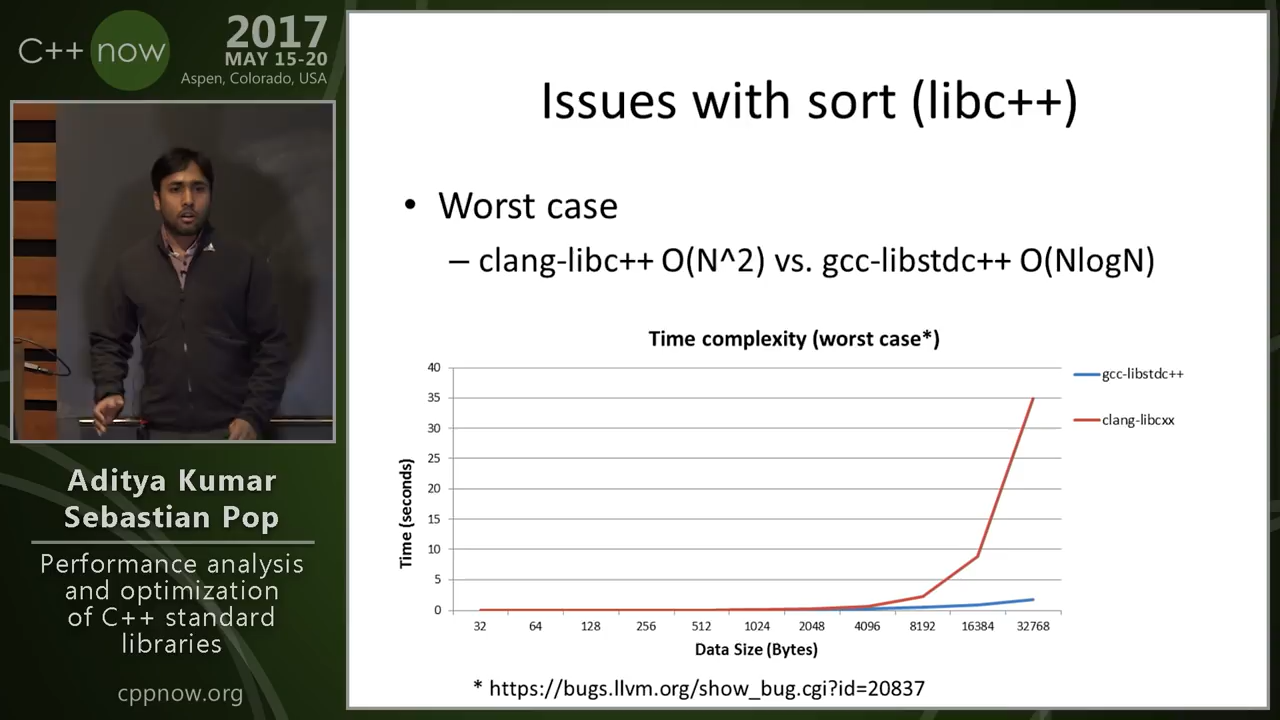 C++ now
2017
MAY 15-20
Aspen, Colorado, USA
Aditya Kumar
Sebastian Pop
Performance analysis
and optimization
of C++ standard
libraries
cppnow.org
Issues with sort (libc++)
• Worst case
– clang-libc++ O(N^2) vs. gcc-libstdc++ O(NlogN)
Time complexity (worst case*)
Time (seconds)
40
35
30
25
20
15
10
5
0
32 64 128 256 512 1024 2048 4096 8192 16384 32768
Data Size (Bytes)
gcc-libstdc++
clang-libcxx
* https://bugs.llvm.org/show_bug.cgi?id=20837